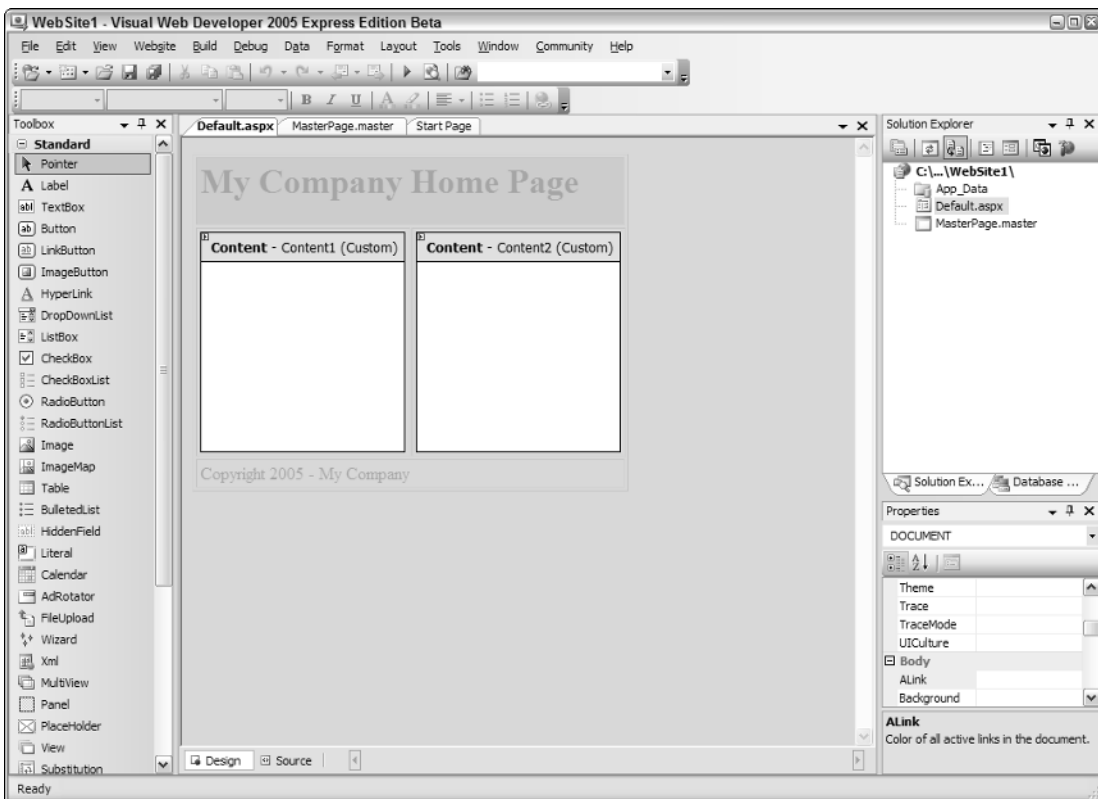 WebSite1 - Visual Web Developer 2005 Express Edition Beta
File Edit View Website Build Debug Data Format Layout Tools Window Community Help
B I U A
Toolbox
Standard
Pointer
A Label
abl TextBox
ab Button
ab LinkButton
ImageButton
A HyperLink
DropDownList
ListBox
CheckBox
CheckBoxList
RadioButton
RadioButtonList
Image
ImageMap
Table
BulletedList
abl HiddenField
Literal
Calendar
AdRotator
FileUpload
Wizard
Xml
MultiView
Panel
PlaceHolder
View
Substitution
Default.aspx MasterPage.master Start Page
My Company Home Page
Content - Content1 (Custom) Content - Content2 (Custom)
Copyright 2005 - My Company
Design Source
Solution Explorer
C:\...\WebSite1\
App_Data
Default.aspx
MasterPage.master
Solution Ex... Database ...
Properties
DOCUMENT
Theme
Trace
TraceMode
UICulture
Body
ALink
Background
ALink
Color of all active links in the document.
Ready